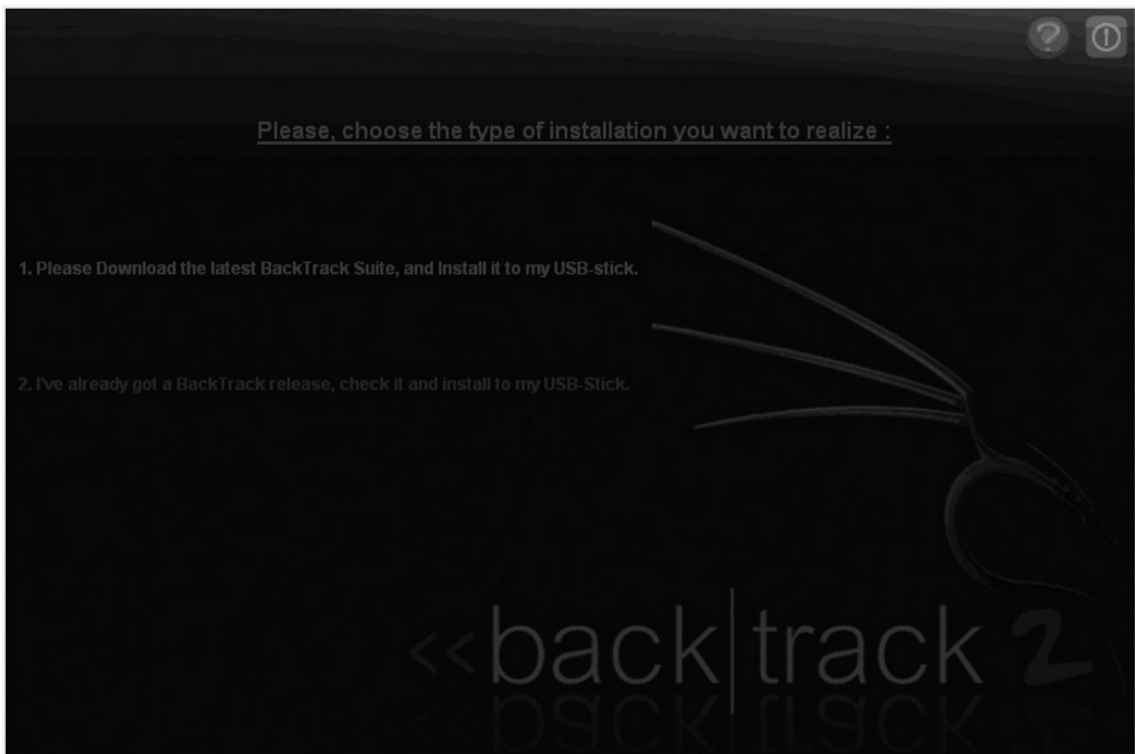 Please, choose the type of installation you want to realize :
1. Please Download the latest BackTrack Suite, and Install it to my USB-stick.
2. I've already got a BackTrack release, check it and install to my USB-Stick.
<<back|track 2